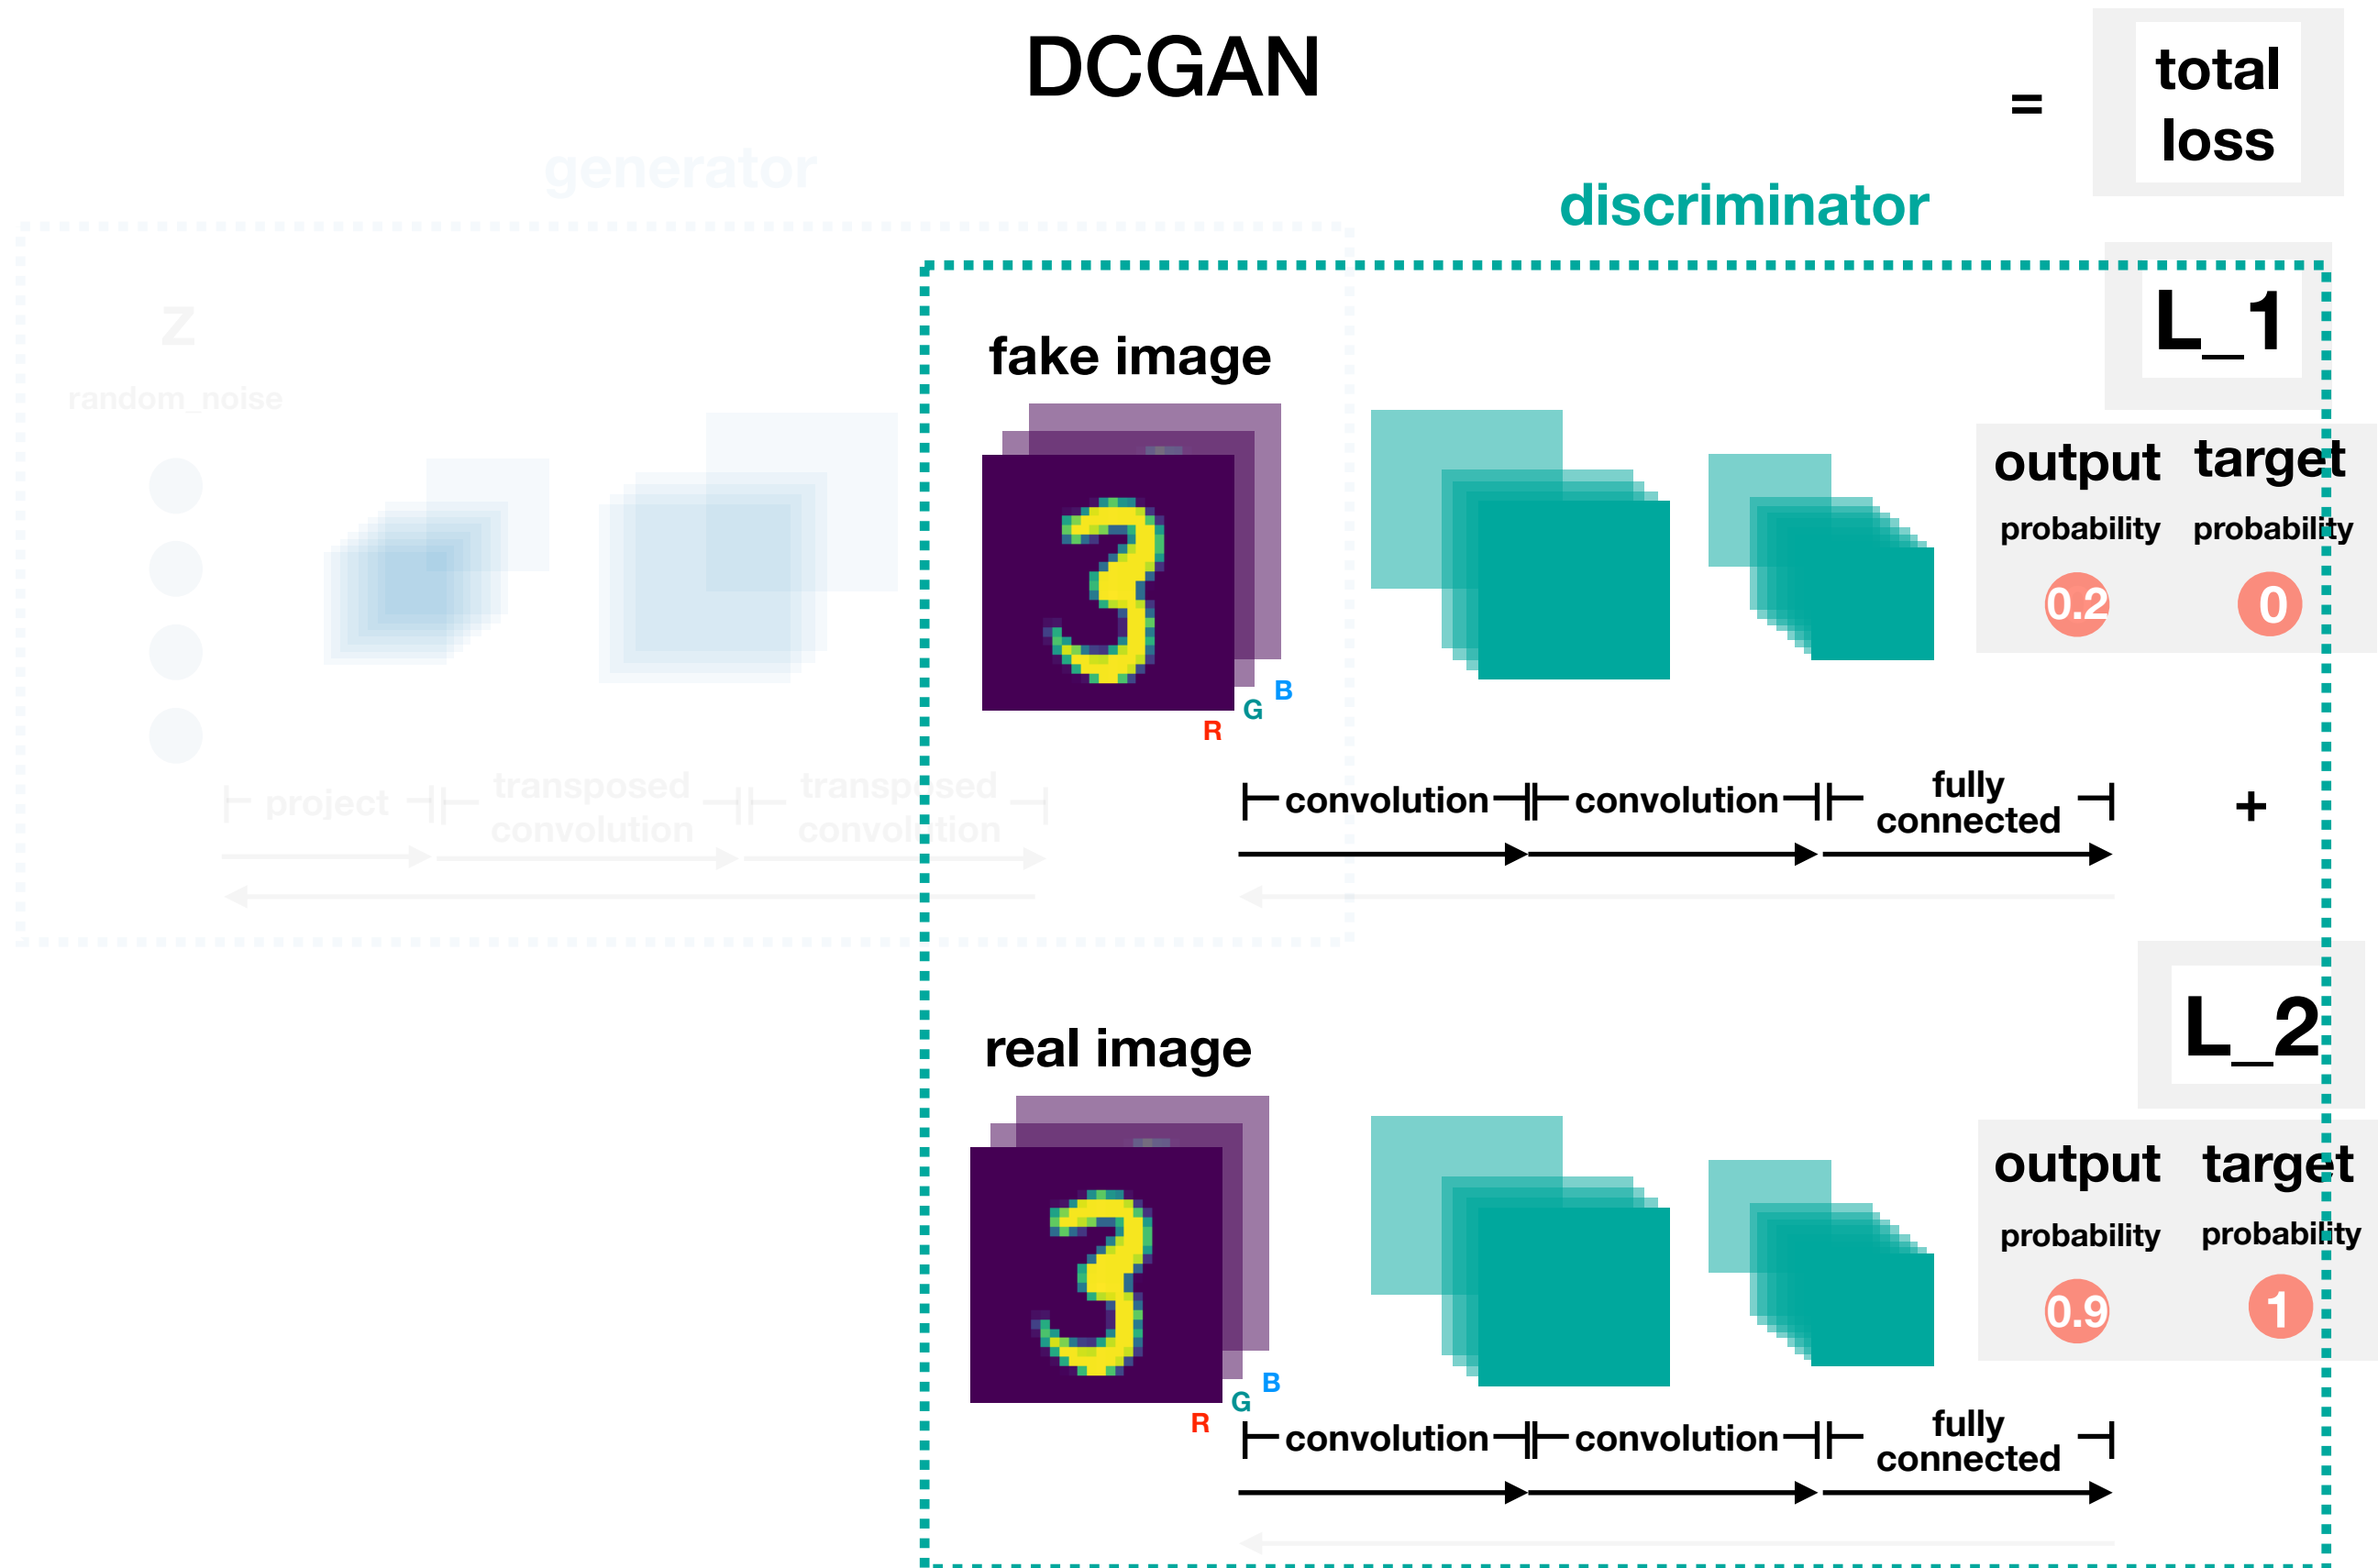 DCGAN
=
total
loss
generator
discriminator
L_1
Z
random_noise
fake image
output
target
probability
probability
0.2
0
R
G
B
project
transposed
convolution
transposed
convolution
convolution
convolution
fully
connected
+
L_2
real image
output
target
probability
probability
0.9
1
R
G
B
convolution
convolution
fully
connected